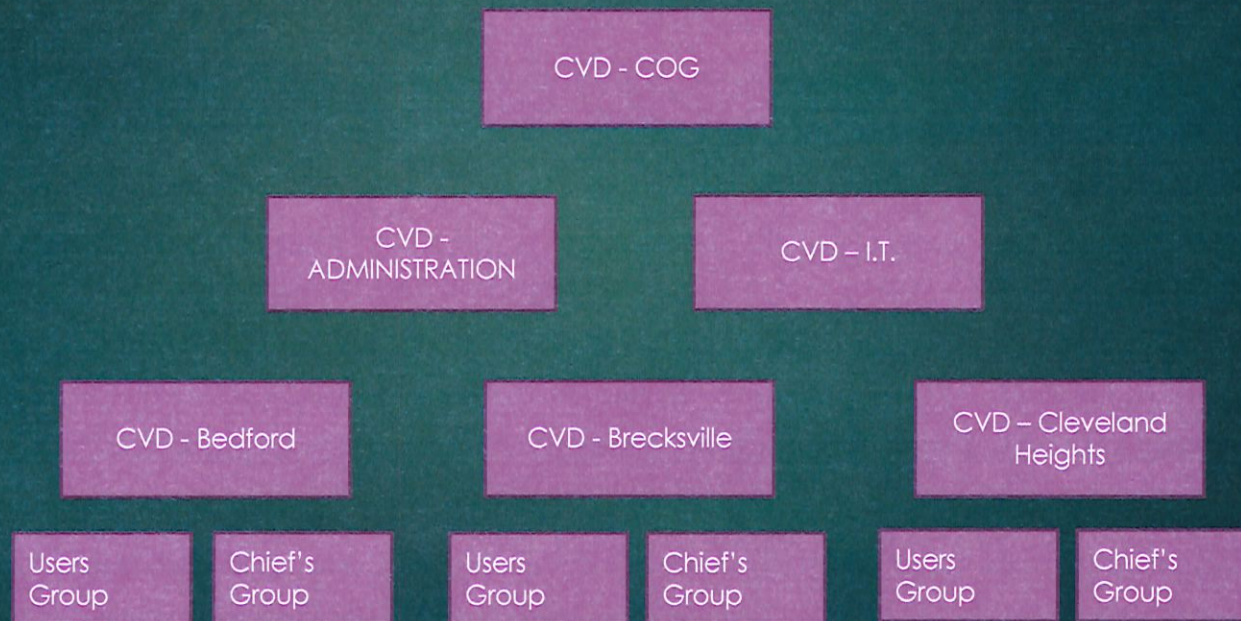 CVD - COG
CVD -
ADMINISTRATION
CVD – I.T.
CVD - Bedford
CVD - Brecksville
CVD – Cleveland
Heights
Users
Group
Chief's
Group
Users
Group
Chief's
Group
Users
Group
Chief's
Group